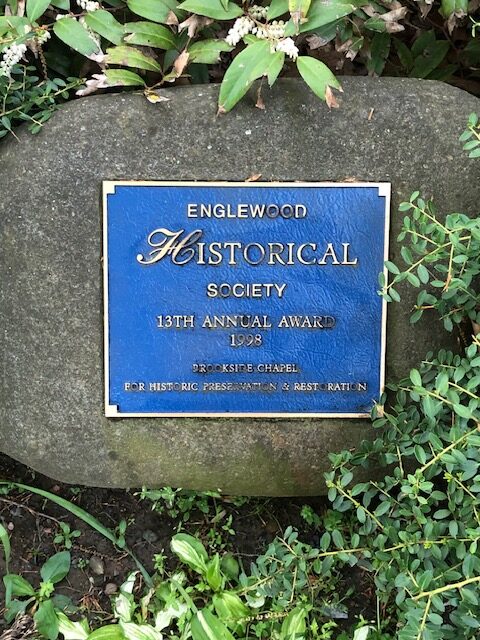 ENGLEWOOD
HISTORICAL
SOCIETY
13TH ANNUAL AWARD
1998
BROOKSIDE CHAPEL
FOR HISTORIC PRESERVATION & RESTORATION